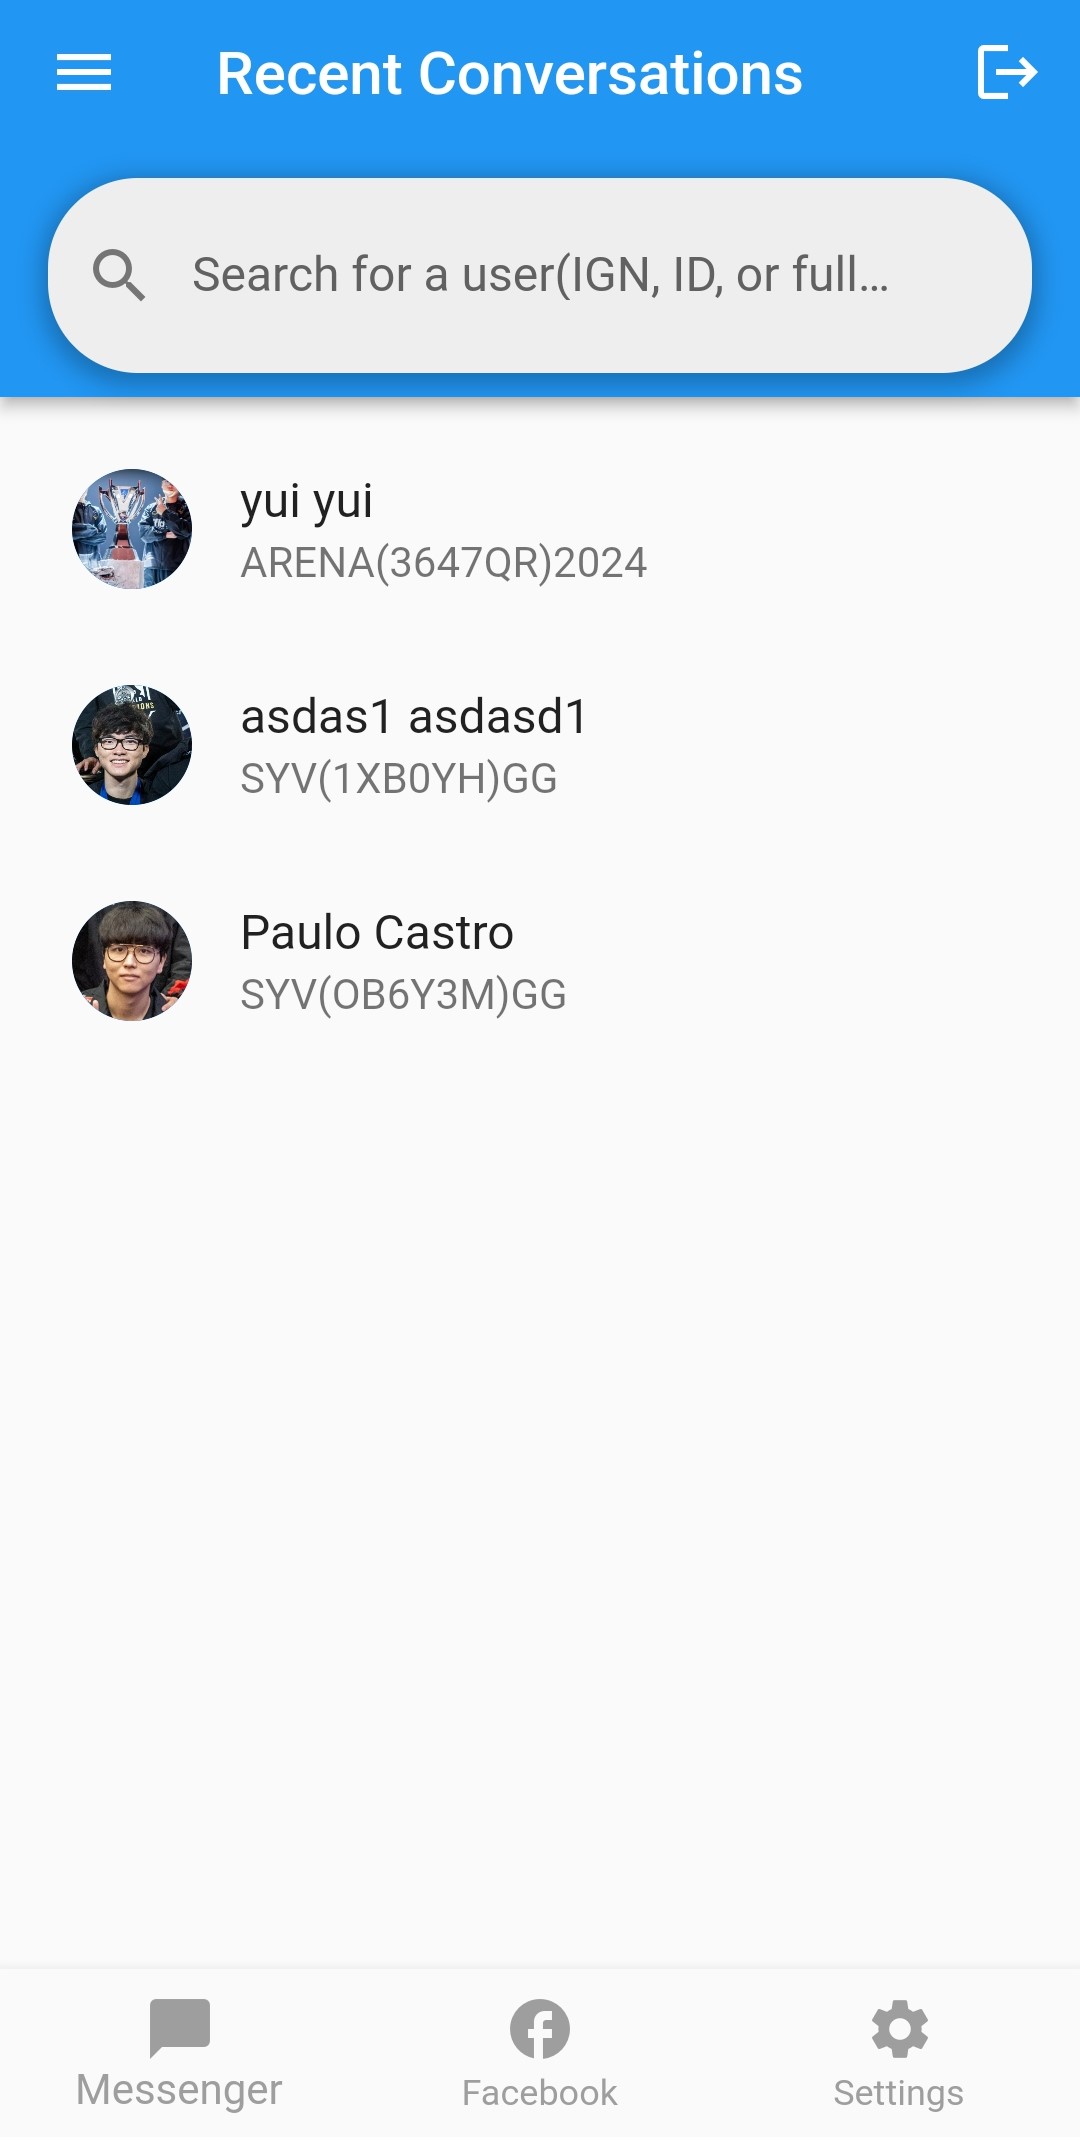 Recent Conversations
Search for a user(IGN, ID, or full...
yui yui
ARENA(3647QR)2024
asdas1 asdasd1
SYV(1XB0YH)GG
Paulo Castro
SYV(OB6Y3M)GG
Messenger
Facebook
Settings